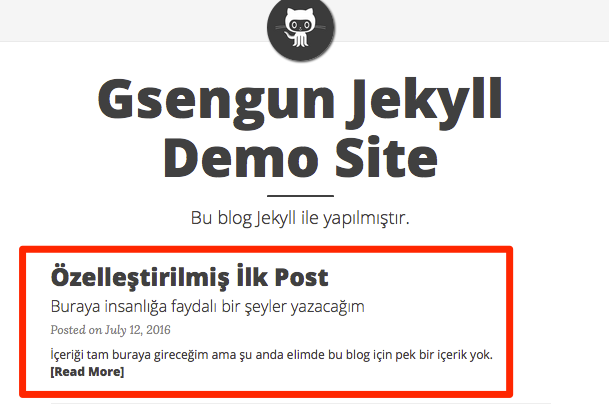 Gsengun Jekyll
Demo Site
Bu blog Jekyll ile yapılmıştır.
Özelleştirilmiş İlk Post
Buraya insanlığa faydalı bir şeyler yazacağım
Posted on July 12, 2016
İçeriği tam buraya gireceğim ama şu anda elimde bu blog için pek bir içerik yok.
[Read More]